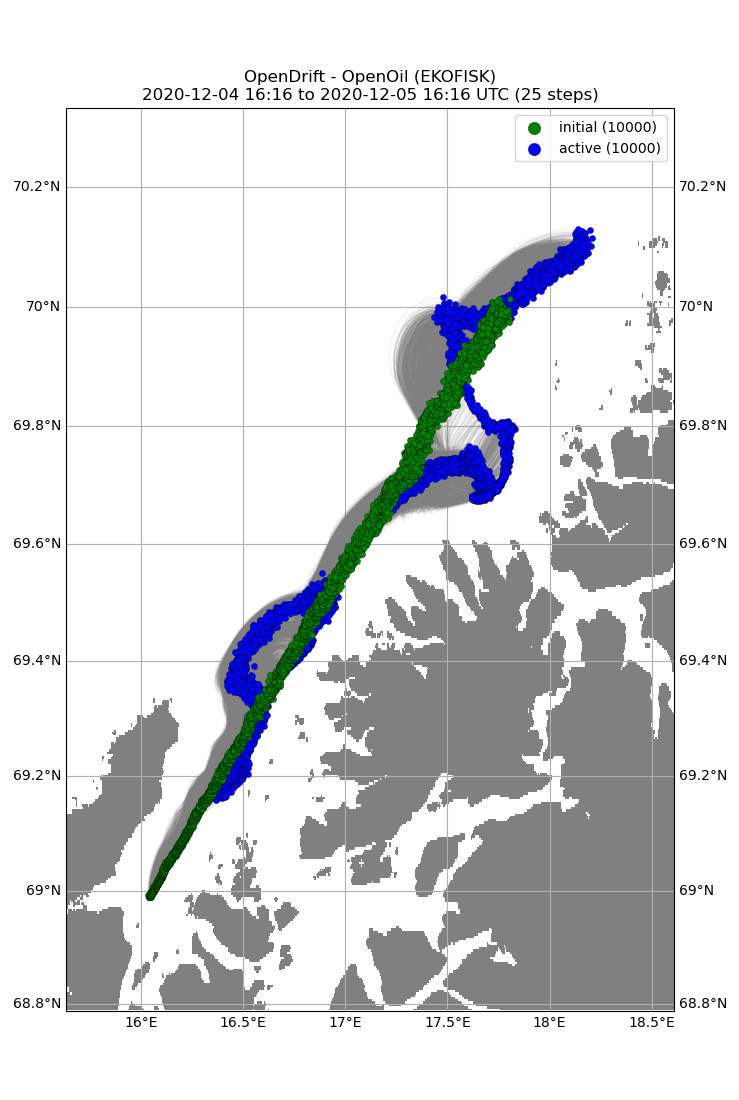 OpenDrift - OpenOil (EKOFISK)
2020-12-04 16:16 to 2020-12-05 16:16 UTC (25 steps)
initial (10000)
active (10000)
70.2°N 70.2°N
70°N 70°N
69.8°N 69.8°N
69.6°N 69.6°N
69.4°N 69.4°N
69.2°N 69.2°N
69°N 69°N
68.8°N 68.8°N
16°E 16.5°E 17°E 17.5°E 18°E 18.5°E